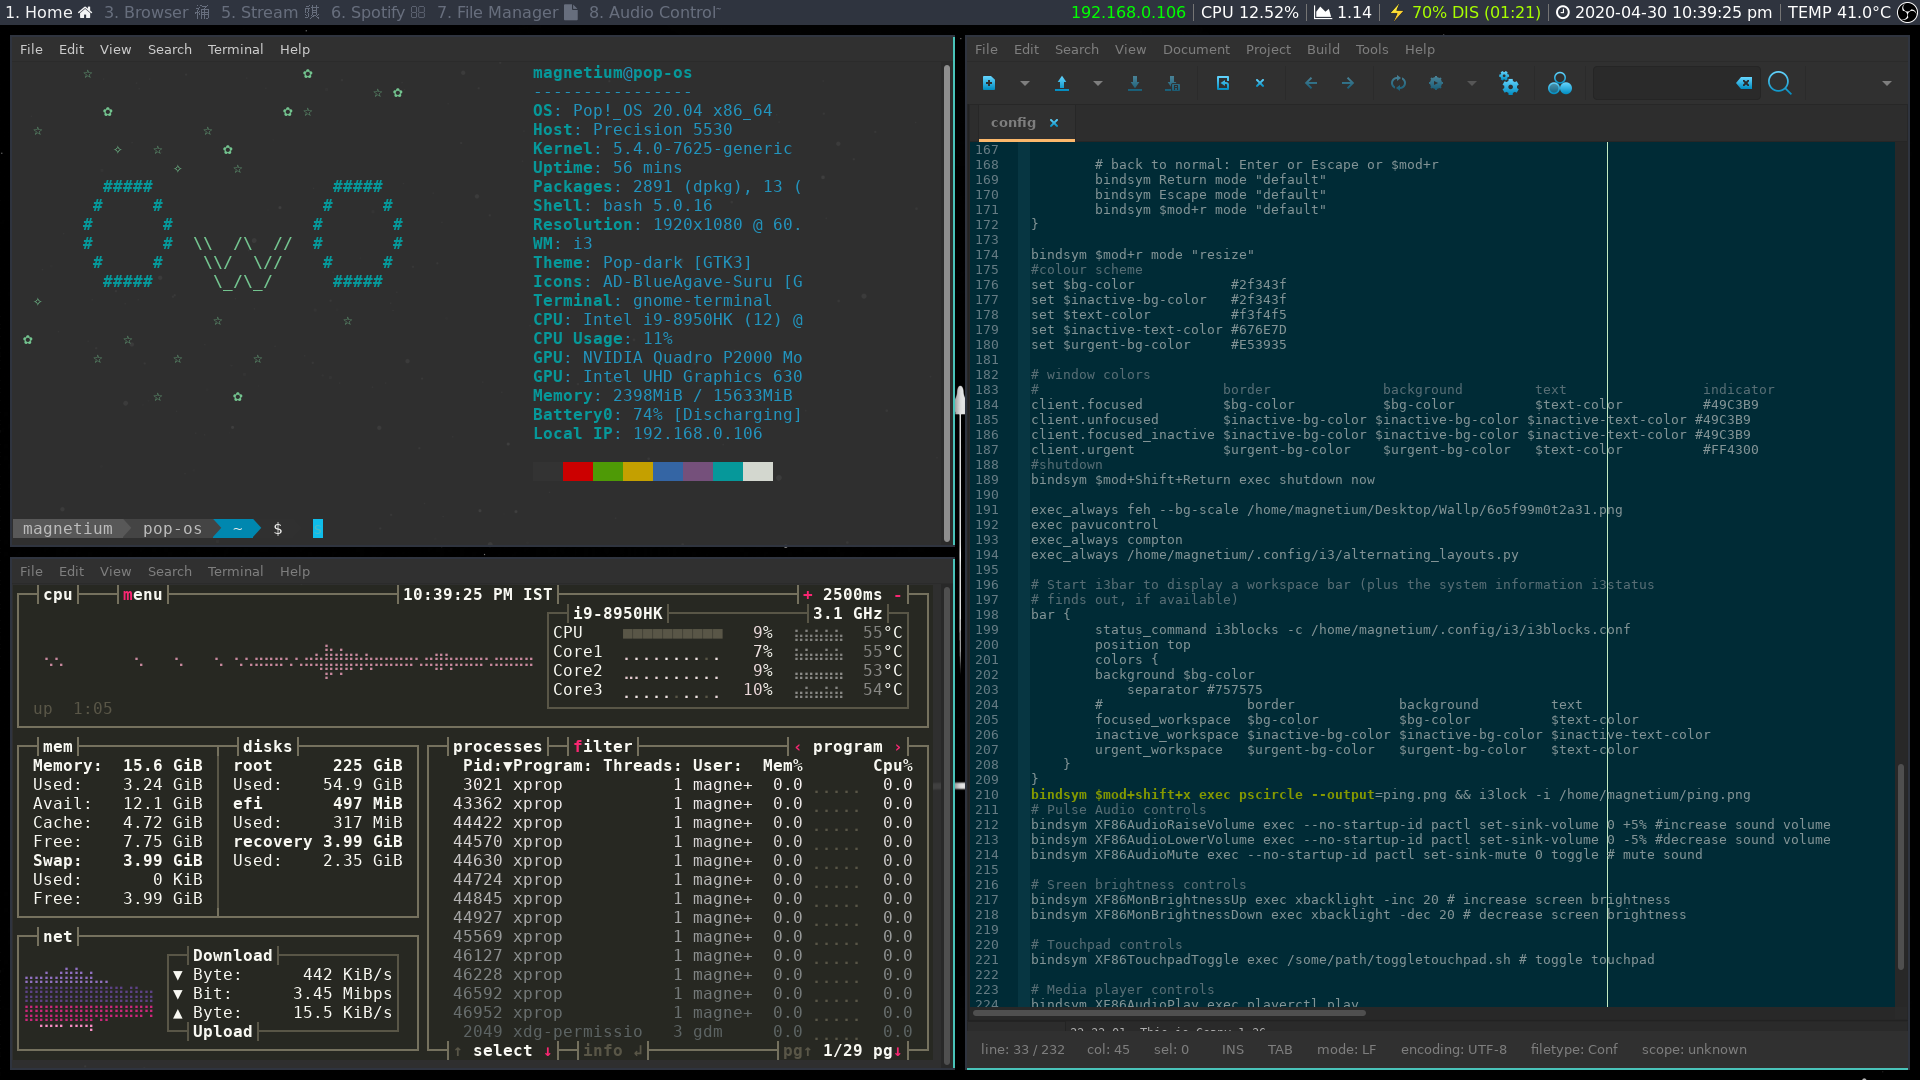 1. Home 3. Browser 5. Stream 6. Spotify 7. File Manager 8. Audio Control
192.168.0.106 CPU 12.52% 1.14 70% DIS (01:21) 2020-04-30 10:39:25 pm TEMP 41.0°C
File Edit View Search Terminal Help
magnetium@pop-os
----------------
OS: Pop!_OS 20.04 x86_64
Host: Precision 5530
Kernel: 5.4.0-7625-generic
Uptime: 56 mins
Packages: 2891 (dpkg), 13 (
Shell: bash 5.0.16
Resolution: 1920x1080 @ 60.
WM: i3
Theme: Pop-dark [GTK3]
Icons: AD-BlueAgave-Suru [G
Terminal: gnome-terminal
CPU: Intel i9-8950HK (12) @
CPU Usage: 11%
GPU: NVIDIA Quadro P2000 Mo
GPU: Intel UHD Graphics 630
Memory: 2398MiB / 15633MiB
Battery0: 74% [Discharging]
Local IP: 192.168.0.106
magnetium pop-os ~ $
File Edit View Search Terminal Help
cpu menu 10:39:25 PM IST + 2500ms -
i9-8950HK 3.1 GHz
CPU 9% 55°C
Core1 7% 55°C
Core2 9% 53°C
Core3 10% 54°C
up 1:05
mem disks
Memory: 15.6 GiB root 225 GiB
Used: 3.24 GiB Used: 54.9 GiB
Avail: 12.1 GiB efi 497 MiB
Cache: 4.72 GiB Used: 317 MiB
Free: 7.75 GiB recovery 3.99 GiB
Swap: 3.99 GiB Used: 2.35 GiB
Used: 0 KiB
Free: 3.99 GiB
net
Download
▼ Byte: 442 KiB/s
▼ Bit: 3.45 Mibps
▲ Byte: 15.5 KiB/s
Upload
processes filter ‹ program ›
Pid:▼Program: Threads: User: Mem% Cpu%
3021 xprop 1 magne+ 0.0 0.0
43362 xprop 1 magne+ 0.0 0.0
44422 xprop 1 magne+ 0.0 0.0
44570 xprop 1 magne+ 0.0 0.0
44630 xprop 1 magne+ 0.0 0.0
44724 xprop 1 magne+ 0.0 0.0
44845 xprop 1 magne+ 0.0 0.0
44927 xprop 1 magne+ 0.0 0.0
45569 xprop 1 magne+ 0.0 0.0
46127 xprop 1 magne+ 0.0 0.0
46228 xprop 1 magne+ 0.0 0.0
46592 xprop 1 magne+ 0.0 0.0
46952 xprop 1 magne+ 0.0 0.0
2049 xdg-permissio 3 gdm 0.0 0.0
↑ select ↓ info ↲ pg↑ 1/29 pg↓
File Edit Search View Document Project Build Tools Help
config
167
168 # back to normal: Enter or Escape or $mod+r
169 bindsym Return mode "default"
170 bindsym Escape mode "default"
171 bindsym $mod+r mode "default"
172 }
173
174 bindsym $mod+r mode "resize"
175 #colour scheme
176 set $bg-color #2f343f
177 set $inactive-bg-color #2f343f
178 set $text-color #f3f4f5
179 set $inactive-text-color #676E7D
180 set $urgent-bg-color #E53935
181
182 # window colors
183 # border background text indicator
184 client.focused $bg-color $bg-color $text-color #49C3B9
185 client.unfocused $inactive-bg-color $inactive-bg-color $inactive-text-color #49C3B9
186 client.focused_inactive $inactive-bg-color $inactive-bg-color $inactive-text-color #49C3B9
187 client.urgent $urgent-bg-color $urgent-bg-color $text-color #FF4300
188 #shutdown
189 bindsym $mod+Shift+Return exec shutdown now
190
191 exec_always feh --bg-scale /home/magnetium/Desktop/Wallp/6o5f99m0t2a31.png
192 exec pavucontrol
193 exec_always compton
194 exec_always /home/magnetium/.config/i3/alternating_layouts.py
195
196 # Start i3bar to display a workspace bar (plus the system information i3status
197 # finds out, if available)
198 bar {
199 status_command i3blocks -c /home/magnetium/.config/i3/i3blocks.conf
200 position top
201 colors {
202 background $bg-color
203 separator #757575
204 # border background text
205 focused_workspace $bg-color $bg-color $text-color
206 inactive_workspace $inactive-bg-color $inactive-bg-color $inactive-text-color
207 urgent_workspace $urgent-bg-color $urgent-bg-color $text-color
208 }
209 }
210 bindsym $mod+shift+x exec pscircle --output=ping.png && i3lock -i /home/magnetium/ping.png
211 # Pulse Audio controls
212 bindsym XF86AudioRaiseVolume exec --no-startup-id pactl set-sink-volume 0 +5% #increase sound volume
213 bindsym XF86AudioLowerVolume exec --no-startup-id pactl set-sink-volume 0 -5% #decrease sound volume
214 bindsym XF86AudioMute exec --no-startup-id pactl set-sink-mute 0 toggle # mute sound
215
216 # Sreen brightness controls
217 bindsym XF86MonBrightnessUp exec xbacklight -inc 20 # increase screen brightness
218 bindsym XF86MonBrightnessDown exec xbacklight -dec 20 # decrease screen brightness
219
220 # Touchpad controls
221 bindsym XF86TouchpadToggle exec /some/path/toggletouchpad.sh # toggle touchpad
222
223 # Media player controls
224 bindsym XF86AudioPlay exec playerctl play
line: 33 / 232 col: 45 sel: 0 INS TAB mode: LF encoding: UTF-8 filetype: Conf scope: unknown